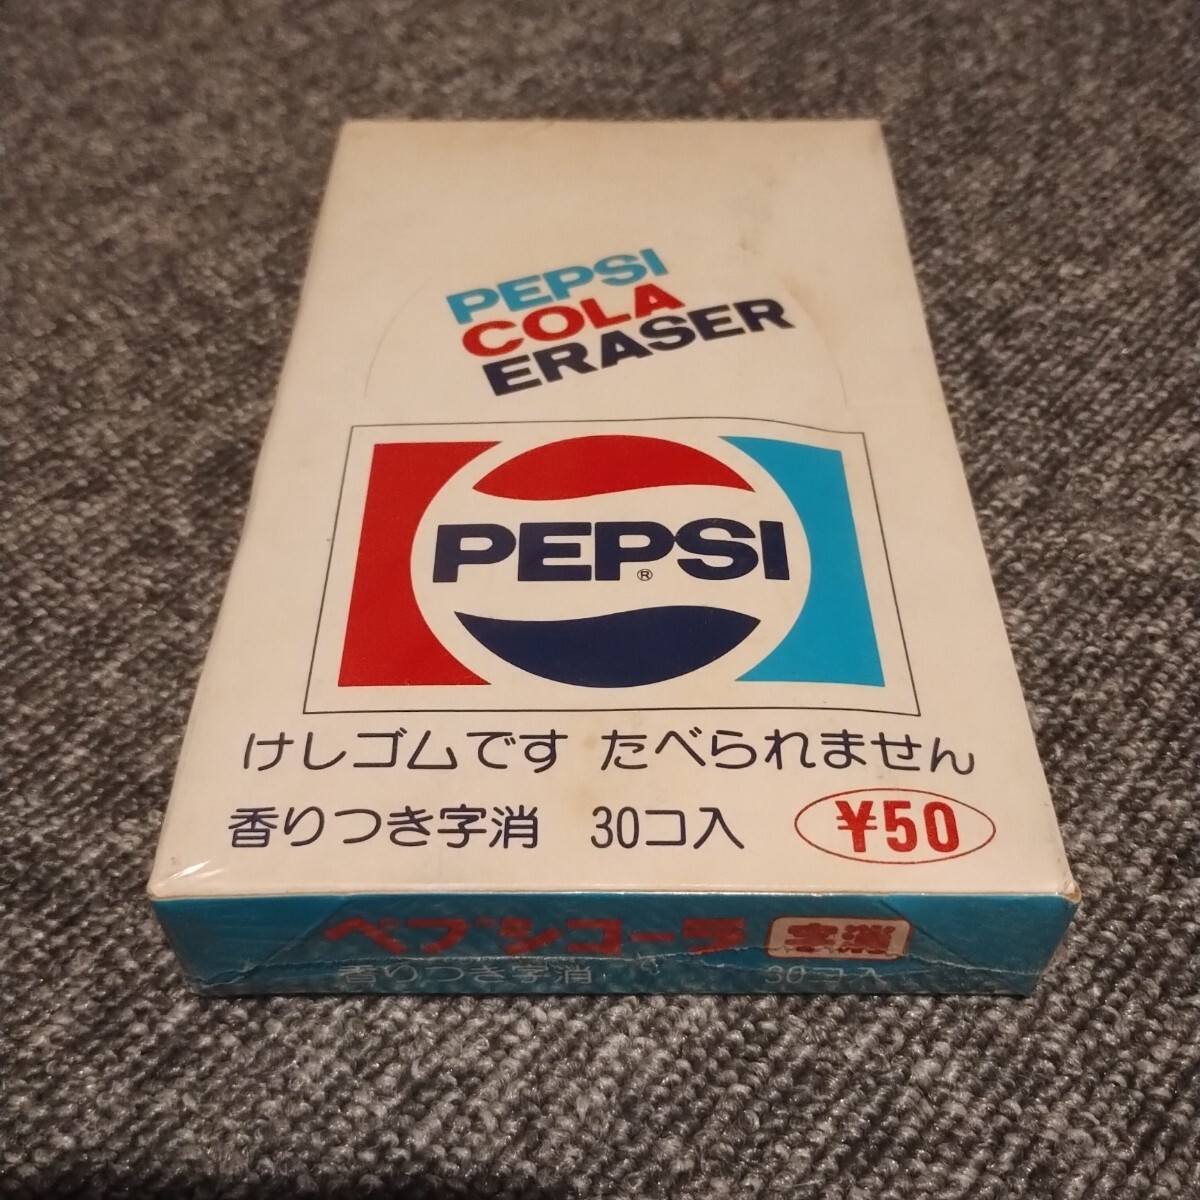 PEPSI
COLA
ERASER
PEPSI®
けしゴムです たべられません
香りつき字消 30コ入 ¥50
ペプシコーラ 字消
香りつき字消 30コ入